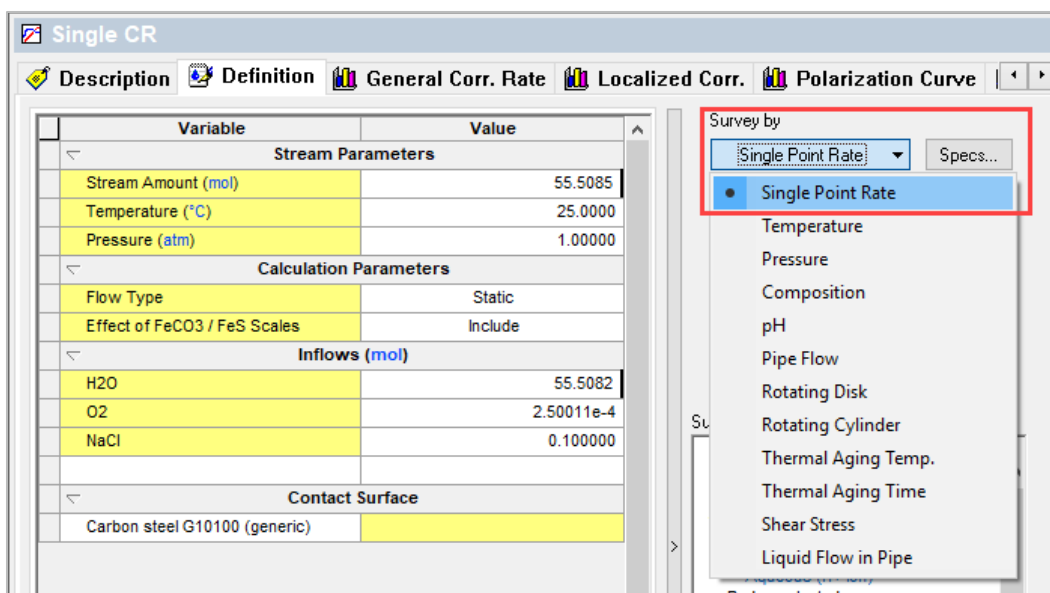 Single CR
Description Definition General Corr. Rate Localized Corr. Polarization Curve
Variable Value
Stream Parameters
Stream Amount (mol) 55.5085
Temperature (°C) 25.0000
Pressure (atm) 1.00000
Calculation Parameters
Flow Type Static
Effect of FeCO3 / FeS Scales Include
Inflows (mol)
H2O 55.5082
O2 2.50011e-4
NaCl 0.100000
Contact Surface
Carbon steel G10100 (generic)
Survey by
Single Point Rate Specs...
Single Point Rate
Temperature
Pressure
Composition
pH
Pipe Flow
Rotating Disk
Rotating Cylinder
Thermal Aging Temp.
Thermal Aging Time
Shear Stress
Liquid Flow in Pipe